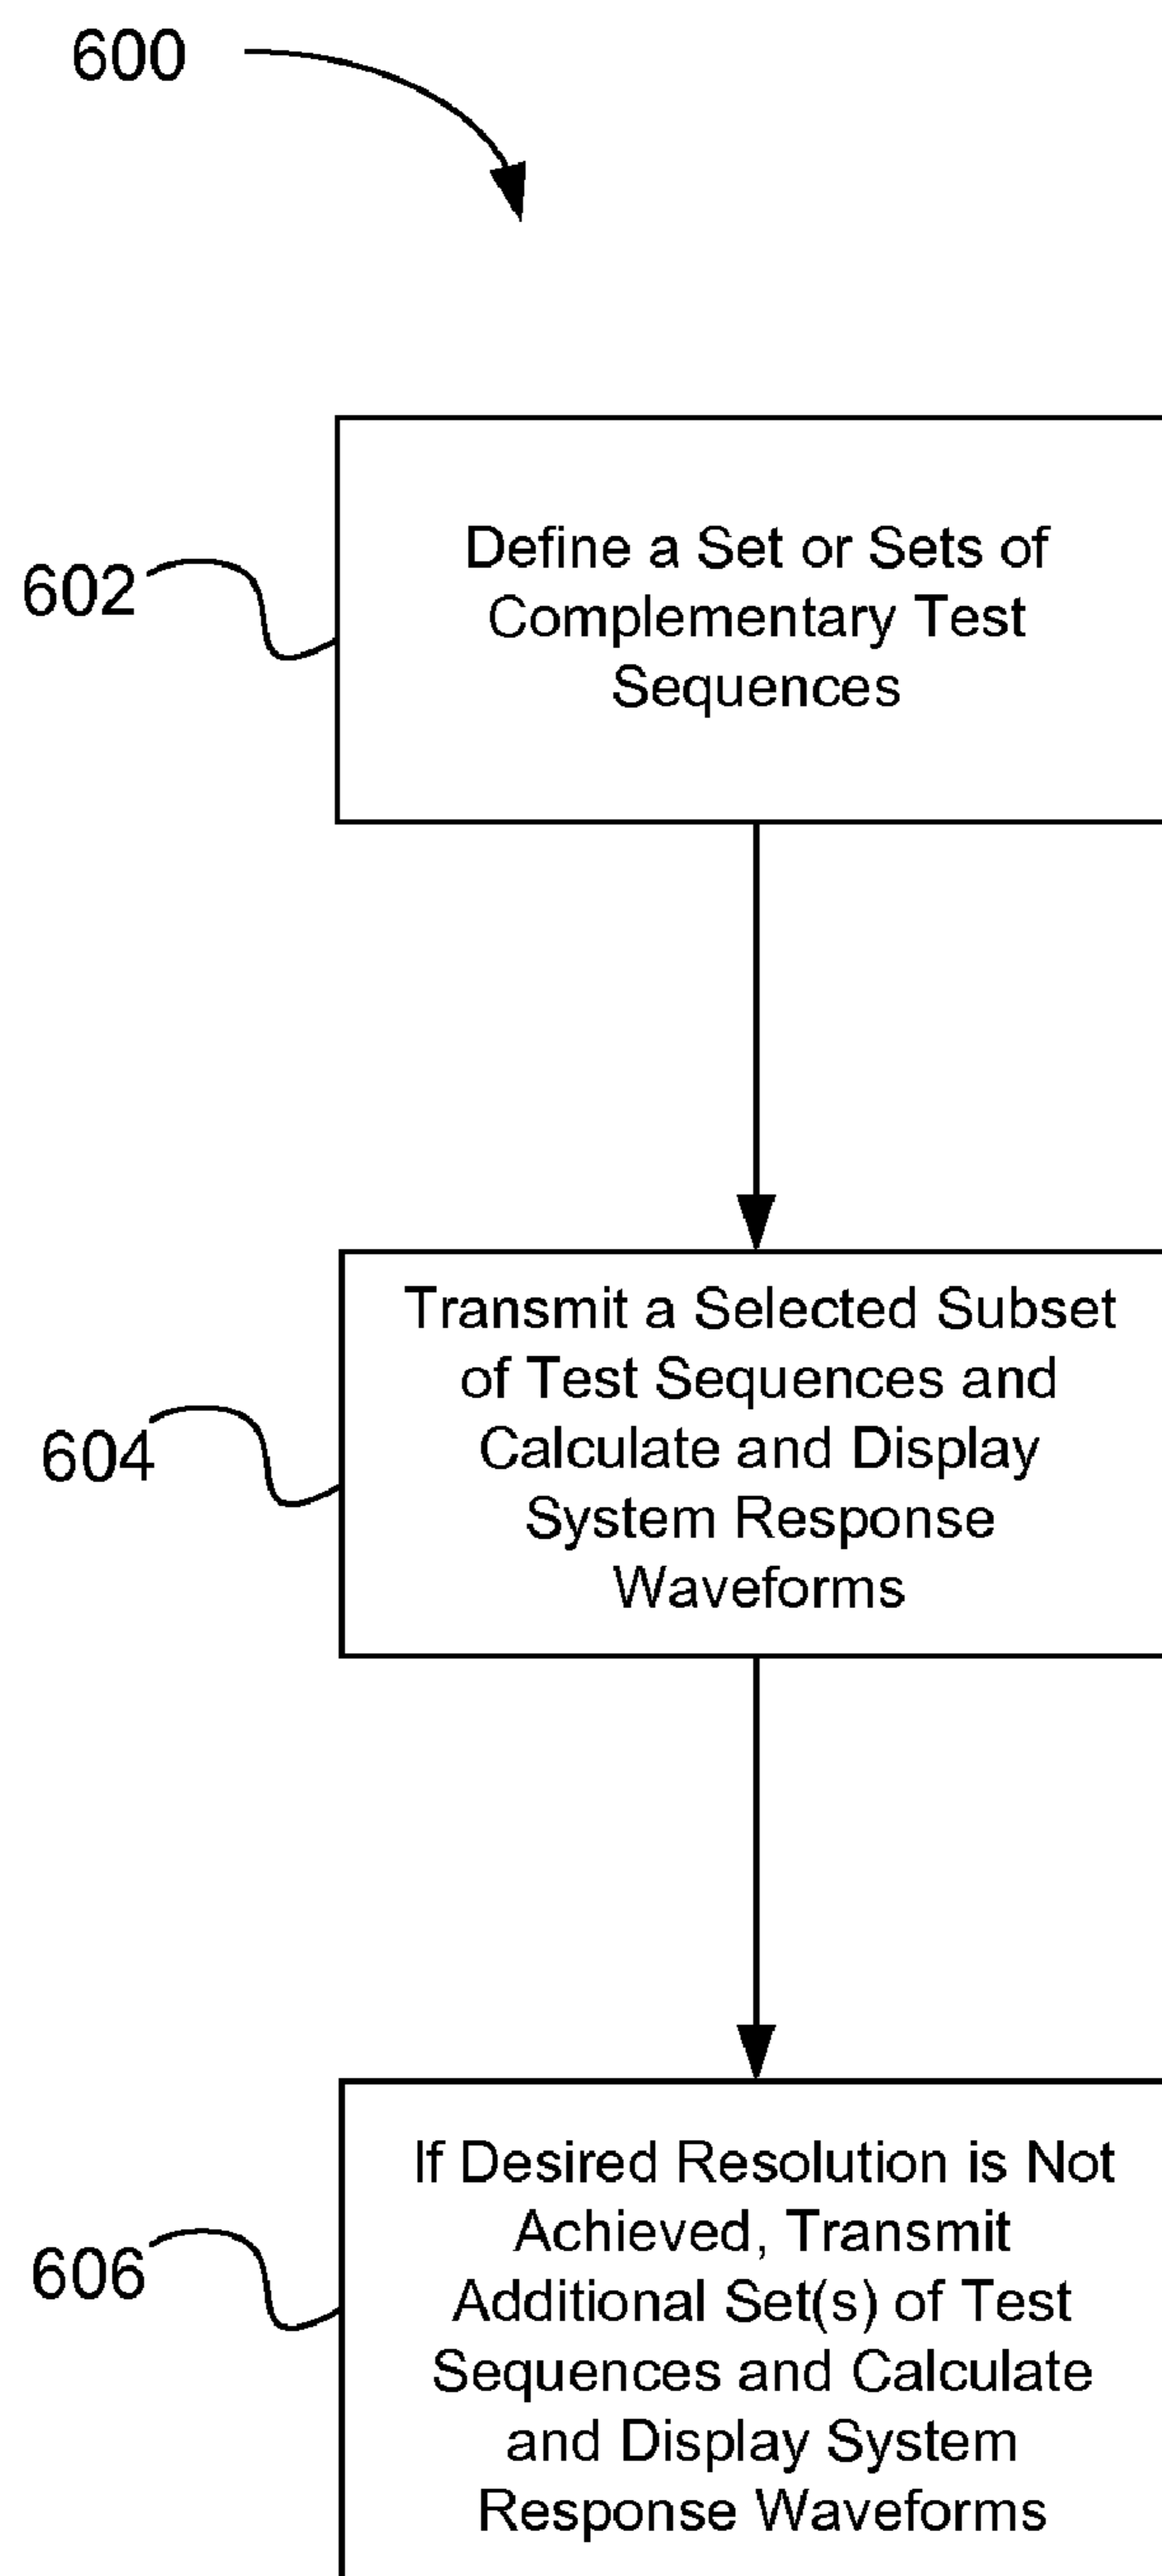 600
602
Define a Set or Sets of
Complementary Test
Sequences
604
Transmit a Selected Subset
of Test Sequences and
Calculate and Display
System Response
Waveforms
606
If Desired Resolution is Not
Achieved, Transmit
Additional Set(s) of Test
Sequences and Calculate
and Display System
Response Waveforms